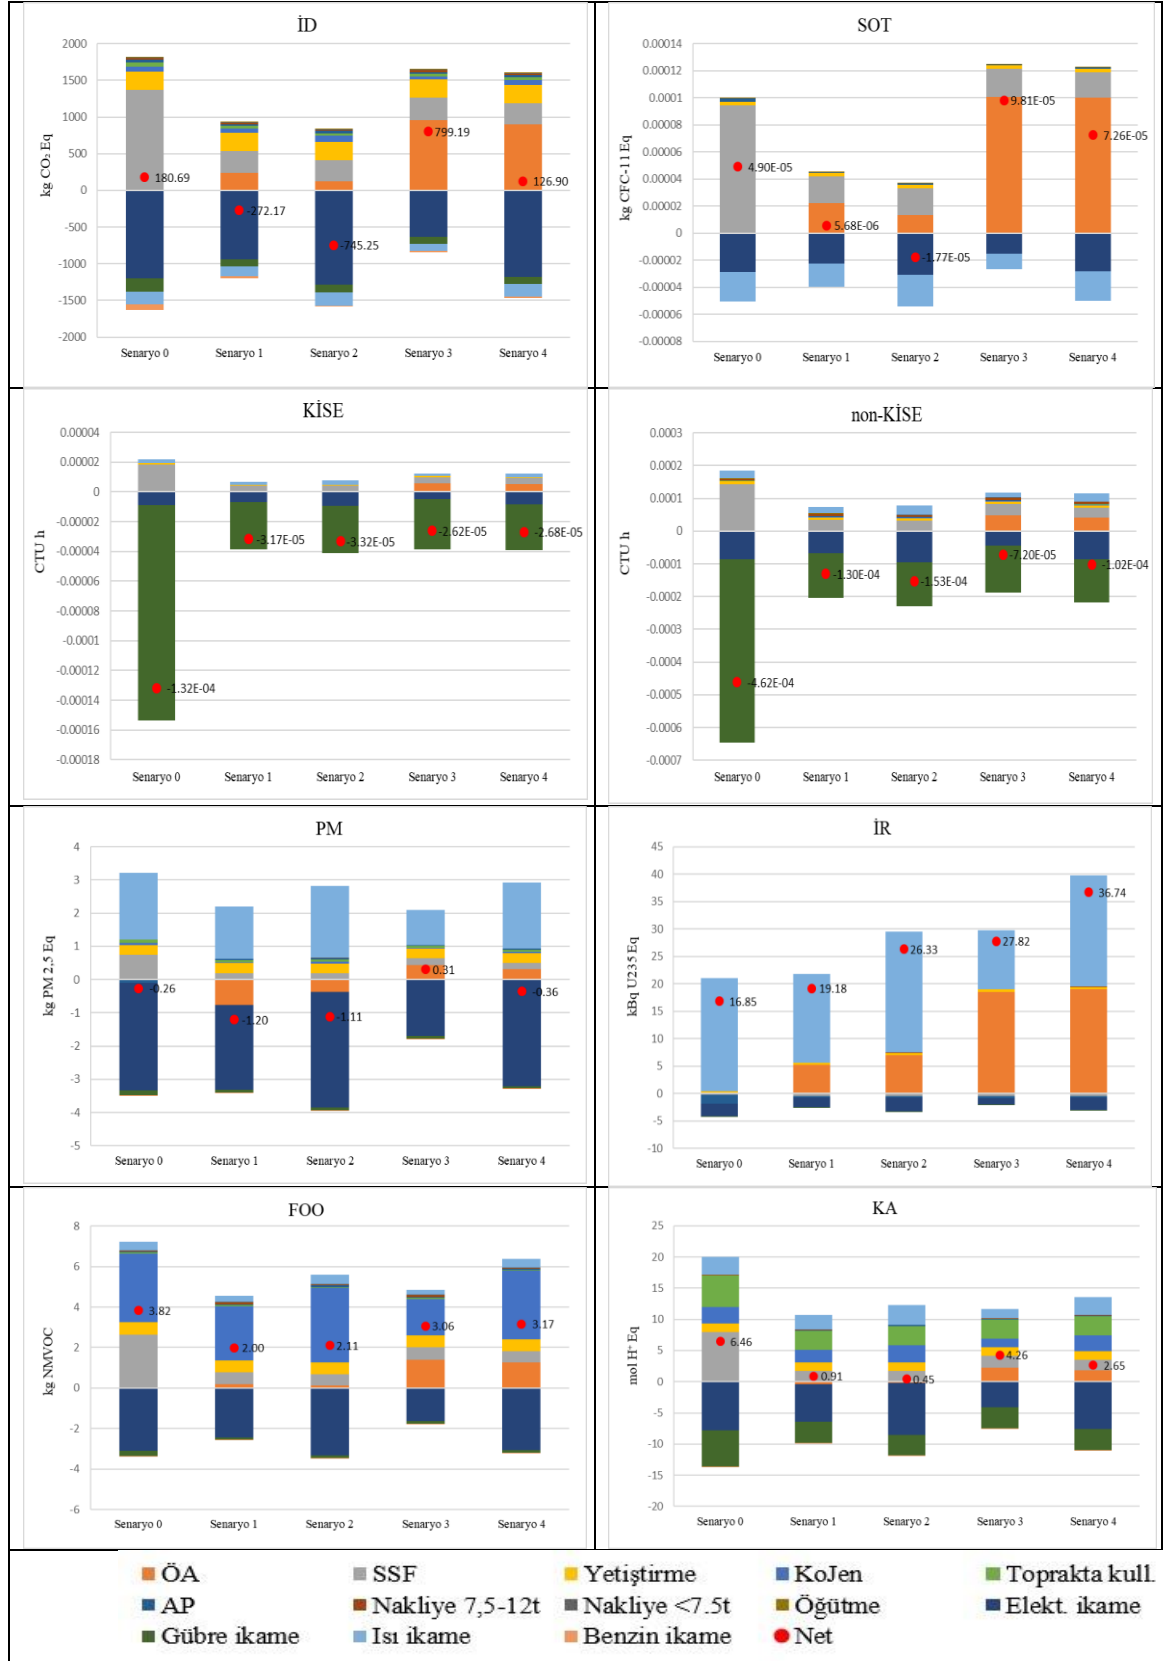 İD
kg CO₂ Eq
2000
1500
1000
500
0
-500
-1000
-1500
-2000
180.69
-272.17
-745.25
799.19
126.90
Senaryo 0 Senaryo 1 Senaryo 2 Senaryo 3 Senaryo 4
SOT
kg CFC-11 Eq
0.00014
0.00012
0.0001
0.00008
0.00006
0.00004
0.00002
0
-0.00002
-0.00004
-0.00006
-0.00008
4.90E-05
5.68E-06
-1.77E-05
9.81E-05
7.26E-05
Senaryo 0 Senaryo 1 Senaryo 2 Senaryo 3 Senaryo 4
KİSE
CTU h
0.00004
0.00002
0
-0.00002
-0.00004
-0.00006
-0.00008
-0.0001
-0.00012
-0.00014
-0.00016
-0.00018
-1.32E-04
-3.17E-05
-3.32E-05
-2.62E-05
-2.68E-05
Senaryo 0 Senaryo 1 Senaryo 2 Senaryo 3 Senaryo 4
non-KİSE
CTU h
0.0003
0.0002
0.0001
0
-0.0001
-0.0002
-0.0003
-0.0004
-0.0005
-0.0006
-0.0007
-4.62E-04
-1.30E-04
-1.53E-04
-7.20E-05
-1.02E-04
Senaryo 0 Senaryo 1 Senaryo 2 Senaryo 3 Senaryo 4
PM
kg PM 2,5 Eq
4
3
2
1
0
-1
-2
-3
-4
-5
-0.26
-1.20
-1.11
0.31
-0.36
Senaryo 0 Senaryo 1 Senaryo 2 Senaryo 3 Senaryo 4
İR
kBq U235 Eq
45
40
35
30
25
20
15
10
5
0
-5
-10
16.85
19.18
26.33
27.82
36.74
Senaryo 0 Senaryo 1 Senaryo 2 Senaryo 3 Senaryo 4
FOO
kg NMVOC
8
6
4
2
0
-2
-4
-6
3.82
2.00
2.11
3.06
3.17
Senaryo 0 Senaryo 1 Senaryo 2 Senaryo 3 Senaryo 4
KA
mol H⁺ Eq
25
20
15
10
5
0
-5
-10
-15
-20
6.46
0.91
0.45
4.26
2.65
Senaryo 0 Senaryo 1 Senaryo 2 Senaryo 3 Senaryo 4
ÖA SSF Yetiştirme KoJen Toprakta kull.
AP Nakliye 7,5-12t Nakliye <7.5t Öğütme Elekt. ikame
Gübre ikame Isı ikame Benzin ikame Net